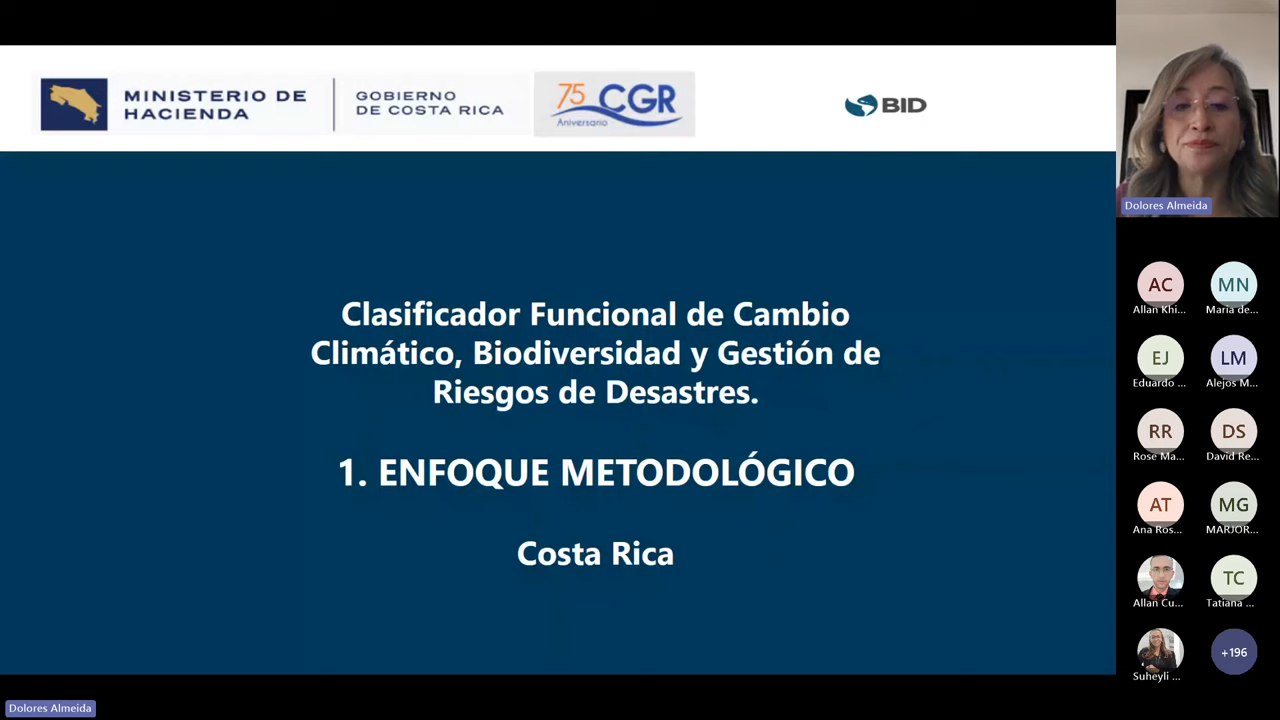 MINISTERIO DE
HACIENDA
GOBIERNO
DE COSTA RICA
75
Aniversario
CGR
BID
Clasificador Funcional de Cambio
Climático, Biodiversidad y Gestión de
Riesgos de Desastres.
1. ENFOQUE METODOLÓGICO
Costa Rica
Dolores Almeida
AC
MN
Allan Khi...
Maria de...
EJ
LM
Eduardo ...
Alejos M...
RR
DS
Rose Ma...
David Re...
AT
MG
Ana Ros...
MARJOR...
TC
Allan Cu...
Tatiana ...
+196
Suheyli ...
Dolores Almeida